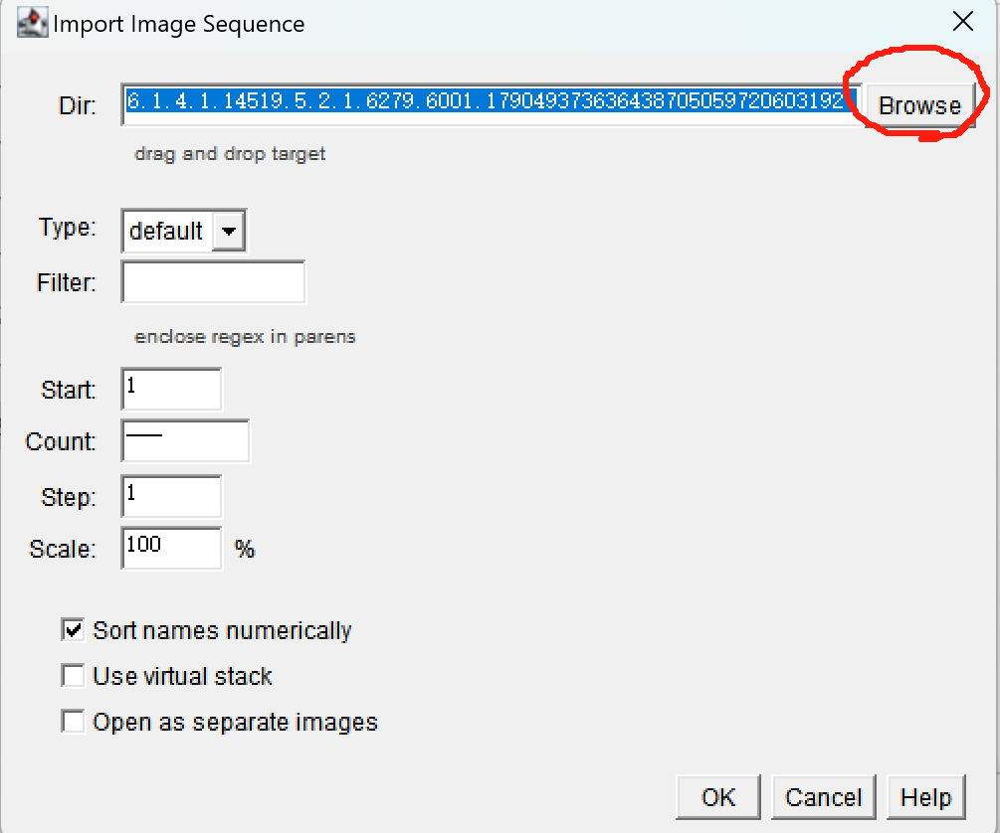 Import Image Sequence
Dir: 6.1.4.1.14519.5.2.1.6279.6001.179049373636438705059720603192 Browse
drag and drop target
Type: default
Filter:
enclose regex in parens
Start: 1
Count: ---
Step: 1
Scale: 100 %
Sort names numerically
Use virtual stack
Open as separate images
OK Cancel Help